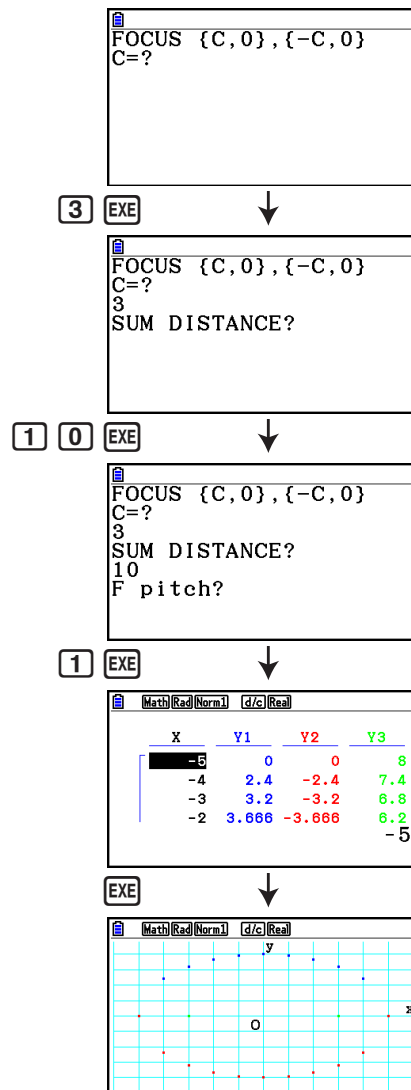 FOCUS {C,0},{-C,0}
C=?
3 EXE
FOCUS {C,0},{-C,0}
C=?
3
SUM DISTANCE?
1 0 EXE
FOCUS {C,0},{-C,0}
C=?
3
SUM DISTANCE?
10
F pitch?
1 EXE
Math Rad Norm1 d/c Real
X Y1 Y2 Y3
-5 0 0 8
-4 2.4 -2.4 7.4
-3 3.2 -3.2 6.8
-2 3.666 -3.666 6.2
-5
EXE
Math Rad Norm1 d/c Real
y
x
O